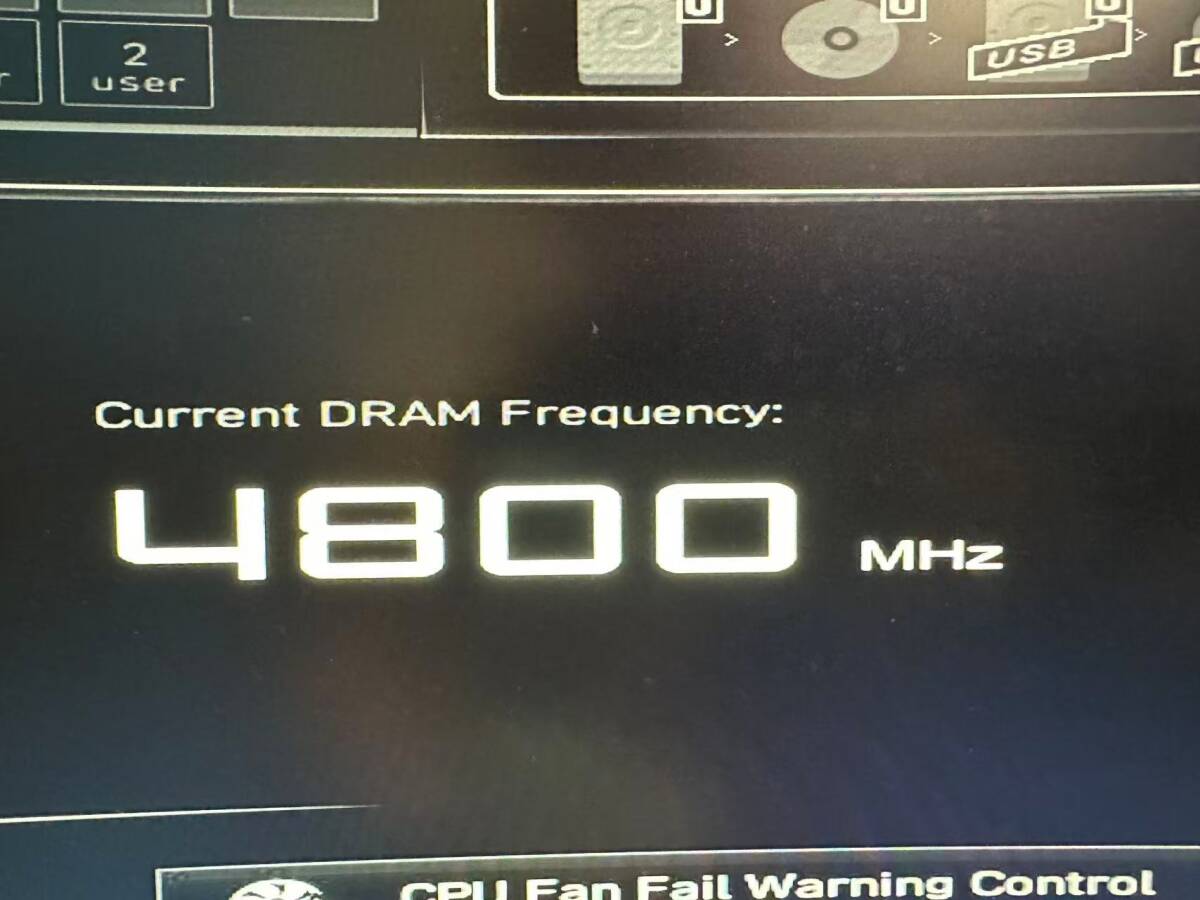 2
user
U
U
U
USB
Current DRAM Frequency:
4800 MHz
CPU Fan Fail Warning Control